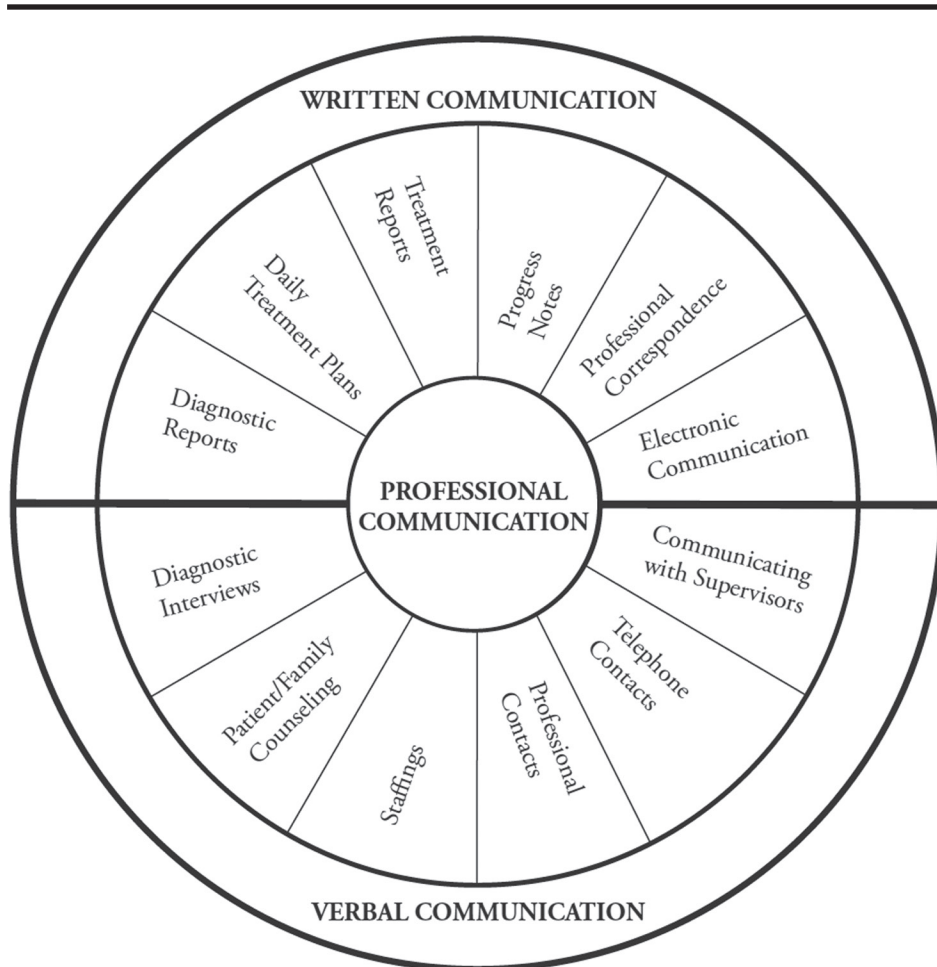 WRITTEN COMMUNICATION
Diagnostic
Reports
Daily
Treatment Plans
Treatment
Reports
Progress
Notes
Professional
Correspondence
Electronic
Communication
PROFESSIONAL
COMMUNICATION
Diagnostic
Interviews
Patient/Family
Counseling
Staffings
Professional
Contacts
Telephone
Contacts
Communicating
with Supervisors
VERBAL COMMUNICATION